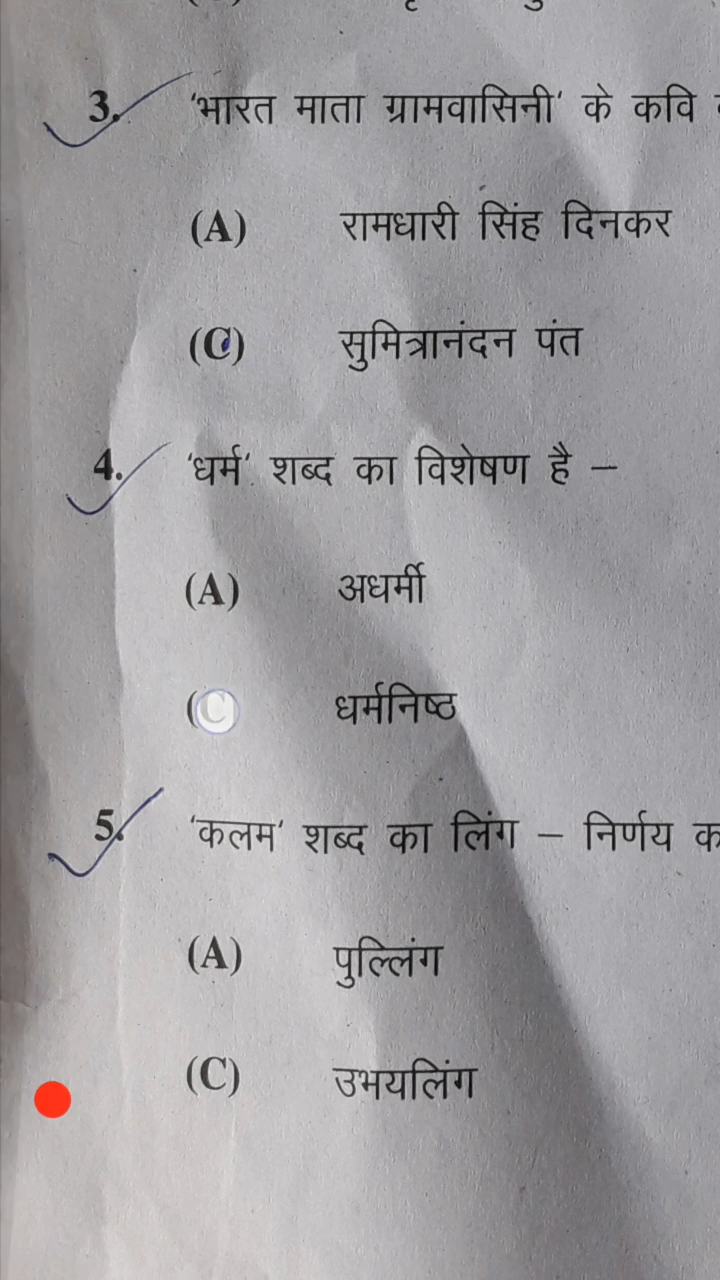 3. 'भारत माता ग्रामवासिनी' के कवि
(A) रामधारी सिंह दिनकर
(C) सुमित्रानंदन पंत
4. 'धर्म' शब्द का विशेषण है –
(A) अधर्मी
(C) धर्मनिष्ठ
5. 'कलम' शब्द का लिंग – निर्णय क
(A) पुल्लिंग
(C) उभयलिंग